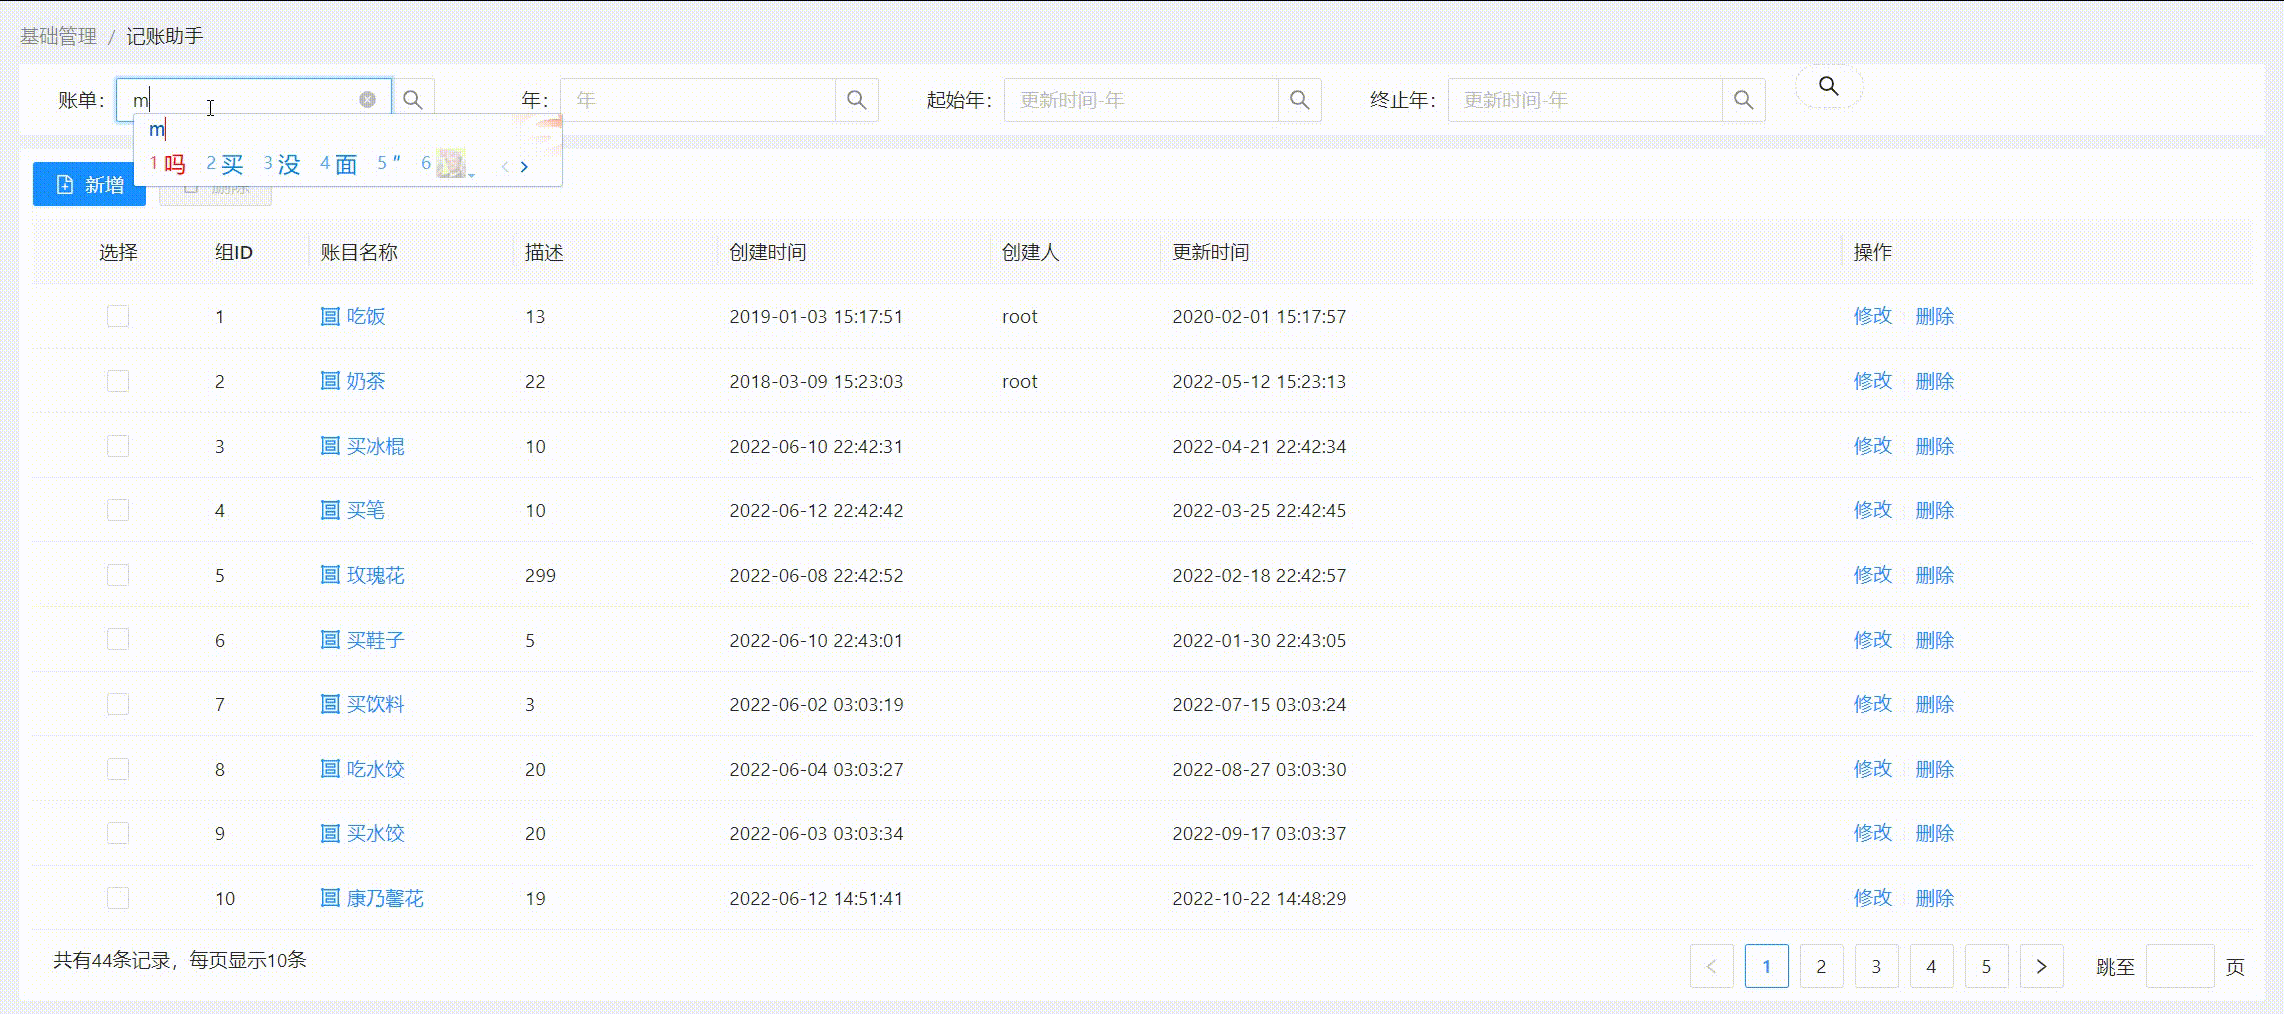 基础管理 / 记账助手
账单： m 年： 年 起始年： 更新时间-年 终止年： 更新时间-年
m
1 吗 2 买 3 没 4 面 5 “ 6
新增 删除
选择 组ID 账目名称 描述 创建时间 创建人 更新时间 操作
1 吃饭 13 2019-01-03 15:17:51 root 2020-02-01 15:17:57 修改 删除
2 奶茶 22 2018-03-09 15:23:03 root 2022-05-12 15:23:13 修改 删除
3 买冰棍 10 2022-06-10 22:42:31 2022-04-21 22:42:34 修改 删除
4 买笔 10 2022-06-12 22:42:42 2022-03-25 22:42:45 修改 删除
5 玫瑰花 299 2022-06-08 22:42:52 2022-02-18 22:42:57 修改 删除
6 买鞋子 5 2022-06-10 22:43:01 2022-01-30 22:43:05 修改 删除
7 买饮料 3 2022-06-02 03:03:19 2022-07-15 03:03:24 修改 删除
8 吃水饺 20 2022-06-04 03:03:27 2022-08-27 03:03:30 修改 删除
9 买水饺 20 2022-06-03 03:03:34 2022-09-17 03:03:37 修改 删除
10 康乃馨花 19 2022-06-12 14:51:41 2022-10-22 14:48:29 修改 删除
共有44条记录，每页显示10条 < 1 2 3 4 5 > 跳至 页